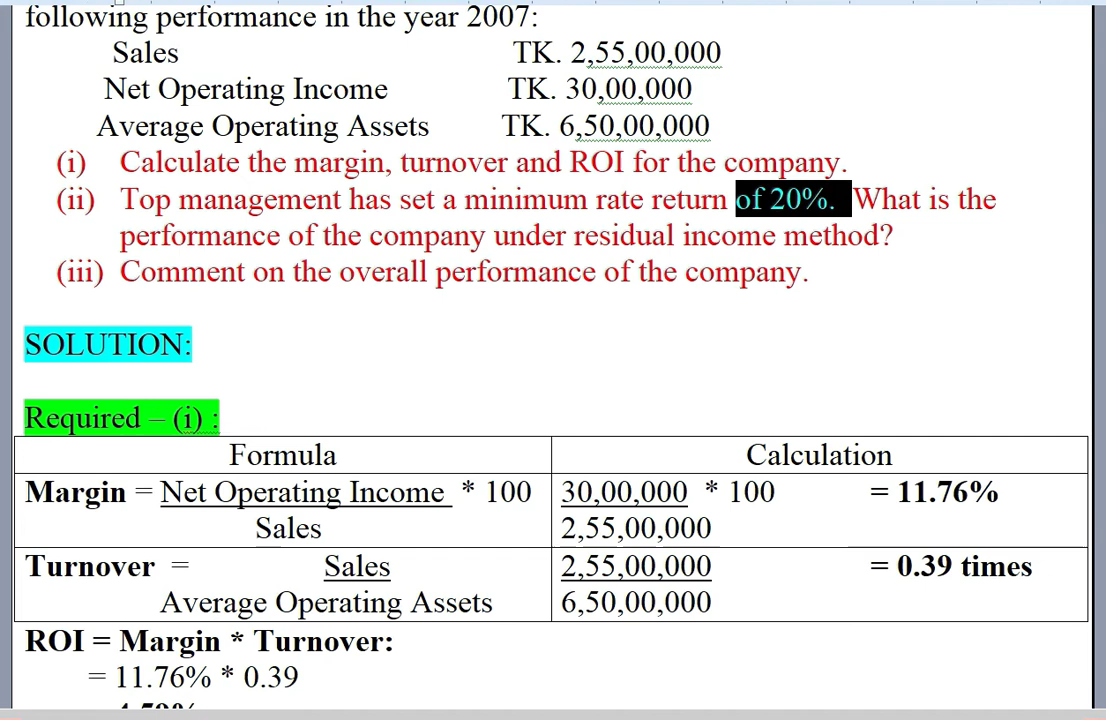 following performance in the year 2007:
Sales TK. 2,55,00,000
Net Operating Income TK. 30,00,000
Average Operating Assets TK. 6,50,00,000
(i) Calculate the margin, turnover and ROI for the company.
(ii) Top management has set a minimum rate return of 20%. What is the
performance of the company under residual income method?
(iii) Comment on the overall performance of the company.
SOLUTION:
Required – (i) :
Formula Calculation
Margin = Net Operating Income * 100 30,00,000 * 100 = 11.76%
Sales 2,55,00,000
Turnover = Sales 2,55,00,000 = 0.39 times
Average Operating Assets 6,50,00,000
ROI = Margin * Turnover:
= 11.76% * 0.39